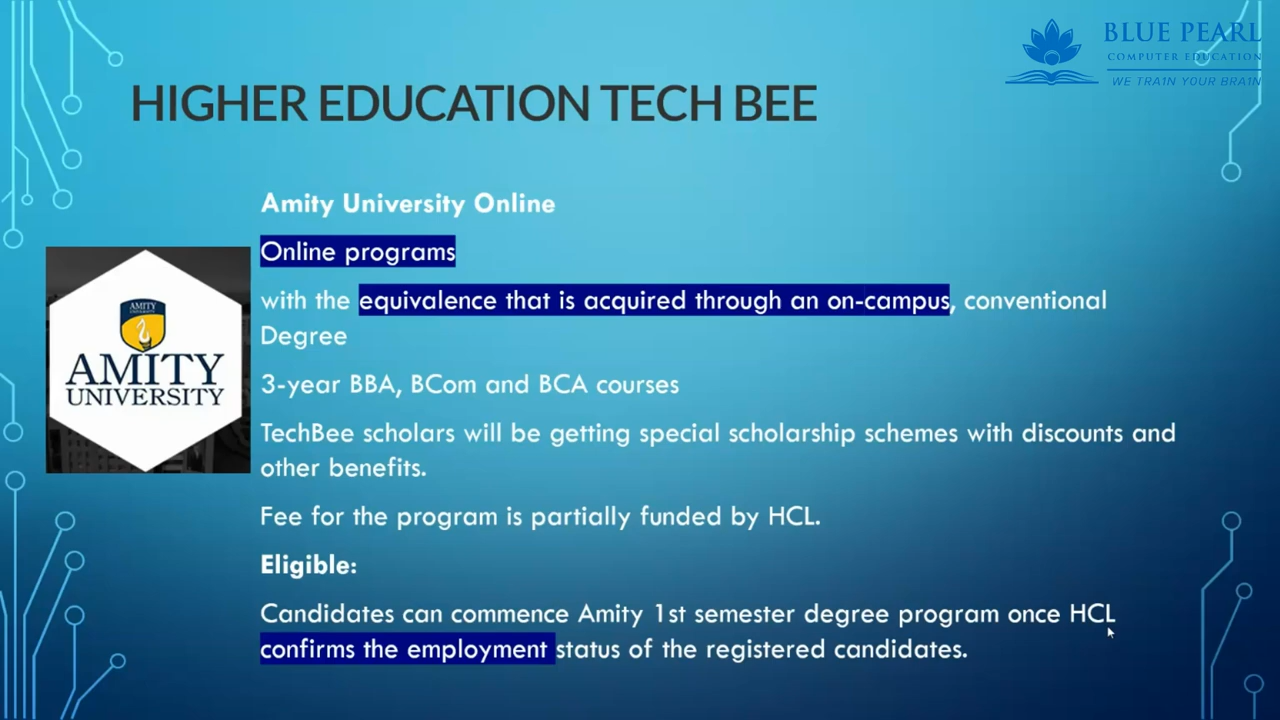 BLUE PEARL
COMPUTER EDUCATION
WE TRA1N YOUR BRA1N
HIGHER EDUCATION TECH BEE
Amity University Online
Online programs
with the equivalence that is acquired through an on-campus, conventional
Degree
3-year BBA, BCom and BCA courses
TechBee scholars will be getting special scholarship schemes with discounts and
other benefits.
Fee for the program is partially funded by HCL.
Eligible:
Candidates can commence Amity 1st semester degree program once HCL
confirms the employment status of the registered candidates.
AMITY
UNIVERSITY
AMITY
UNIVERSITY